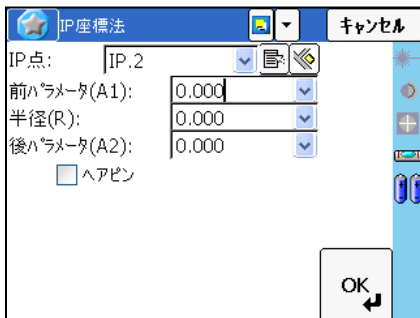 IP座標法
キャンセル
IP点: IP.2
前ﾊﾟﾗﾒｰﾀ(A1): 0.000
半径(R): 0.000
後ﾊﾟﾗﾒｰﾀ(A2): 0.000
ヘアピン
OK